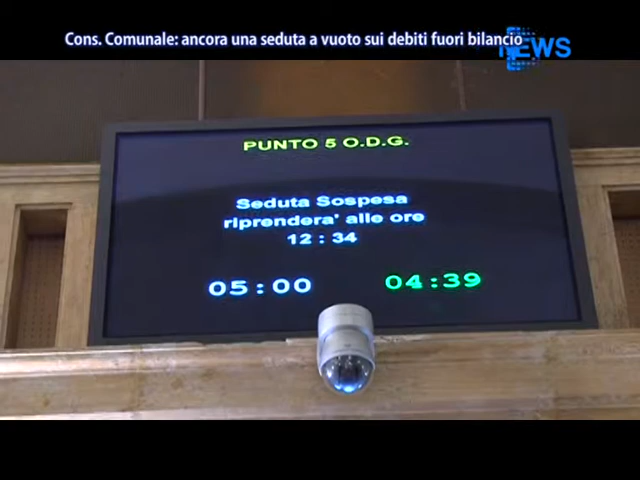 Cons. Comunale: ancora una seduta a vuoto sui debiti fuori bilancio
NEWS
PUNTO 5 O.D.G.
Seduta Sospesa
riprendera' alle ore
12 : 34
05 : 00 04 : 39